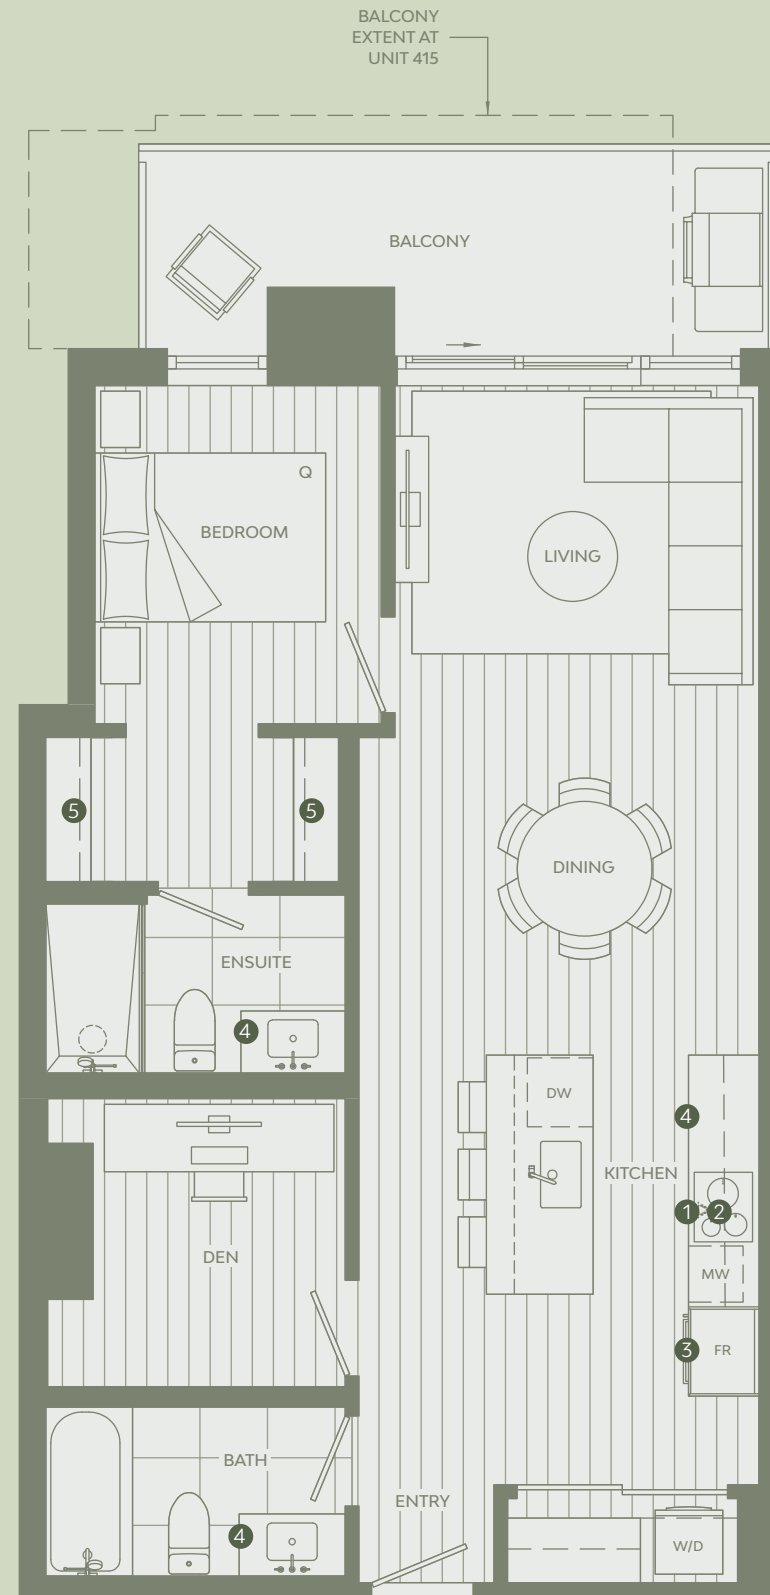 BALCONY
EXTENT AT
UNIT 415
BALCONY
Q
BEDROOM
LIVING
5
5
DINING
ENSUITE
4
DW
4
KITCHEN
1
2
DEN
MW
3
FR
BATH
ENTRY
4
W/D